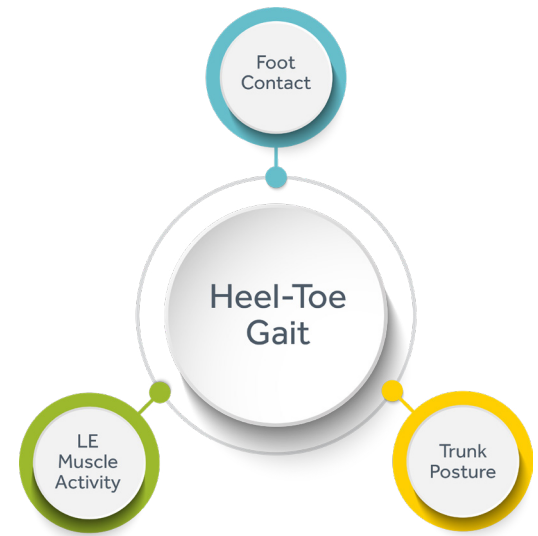 Foot
Contact
Heel-Toe
Gait
LE
Muscle
Activity
Trunk
Posture